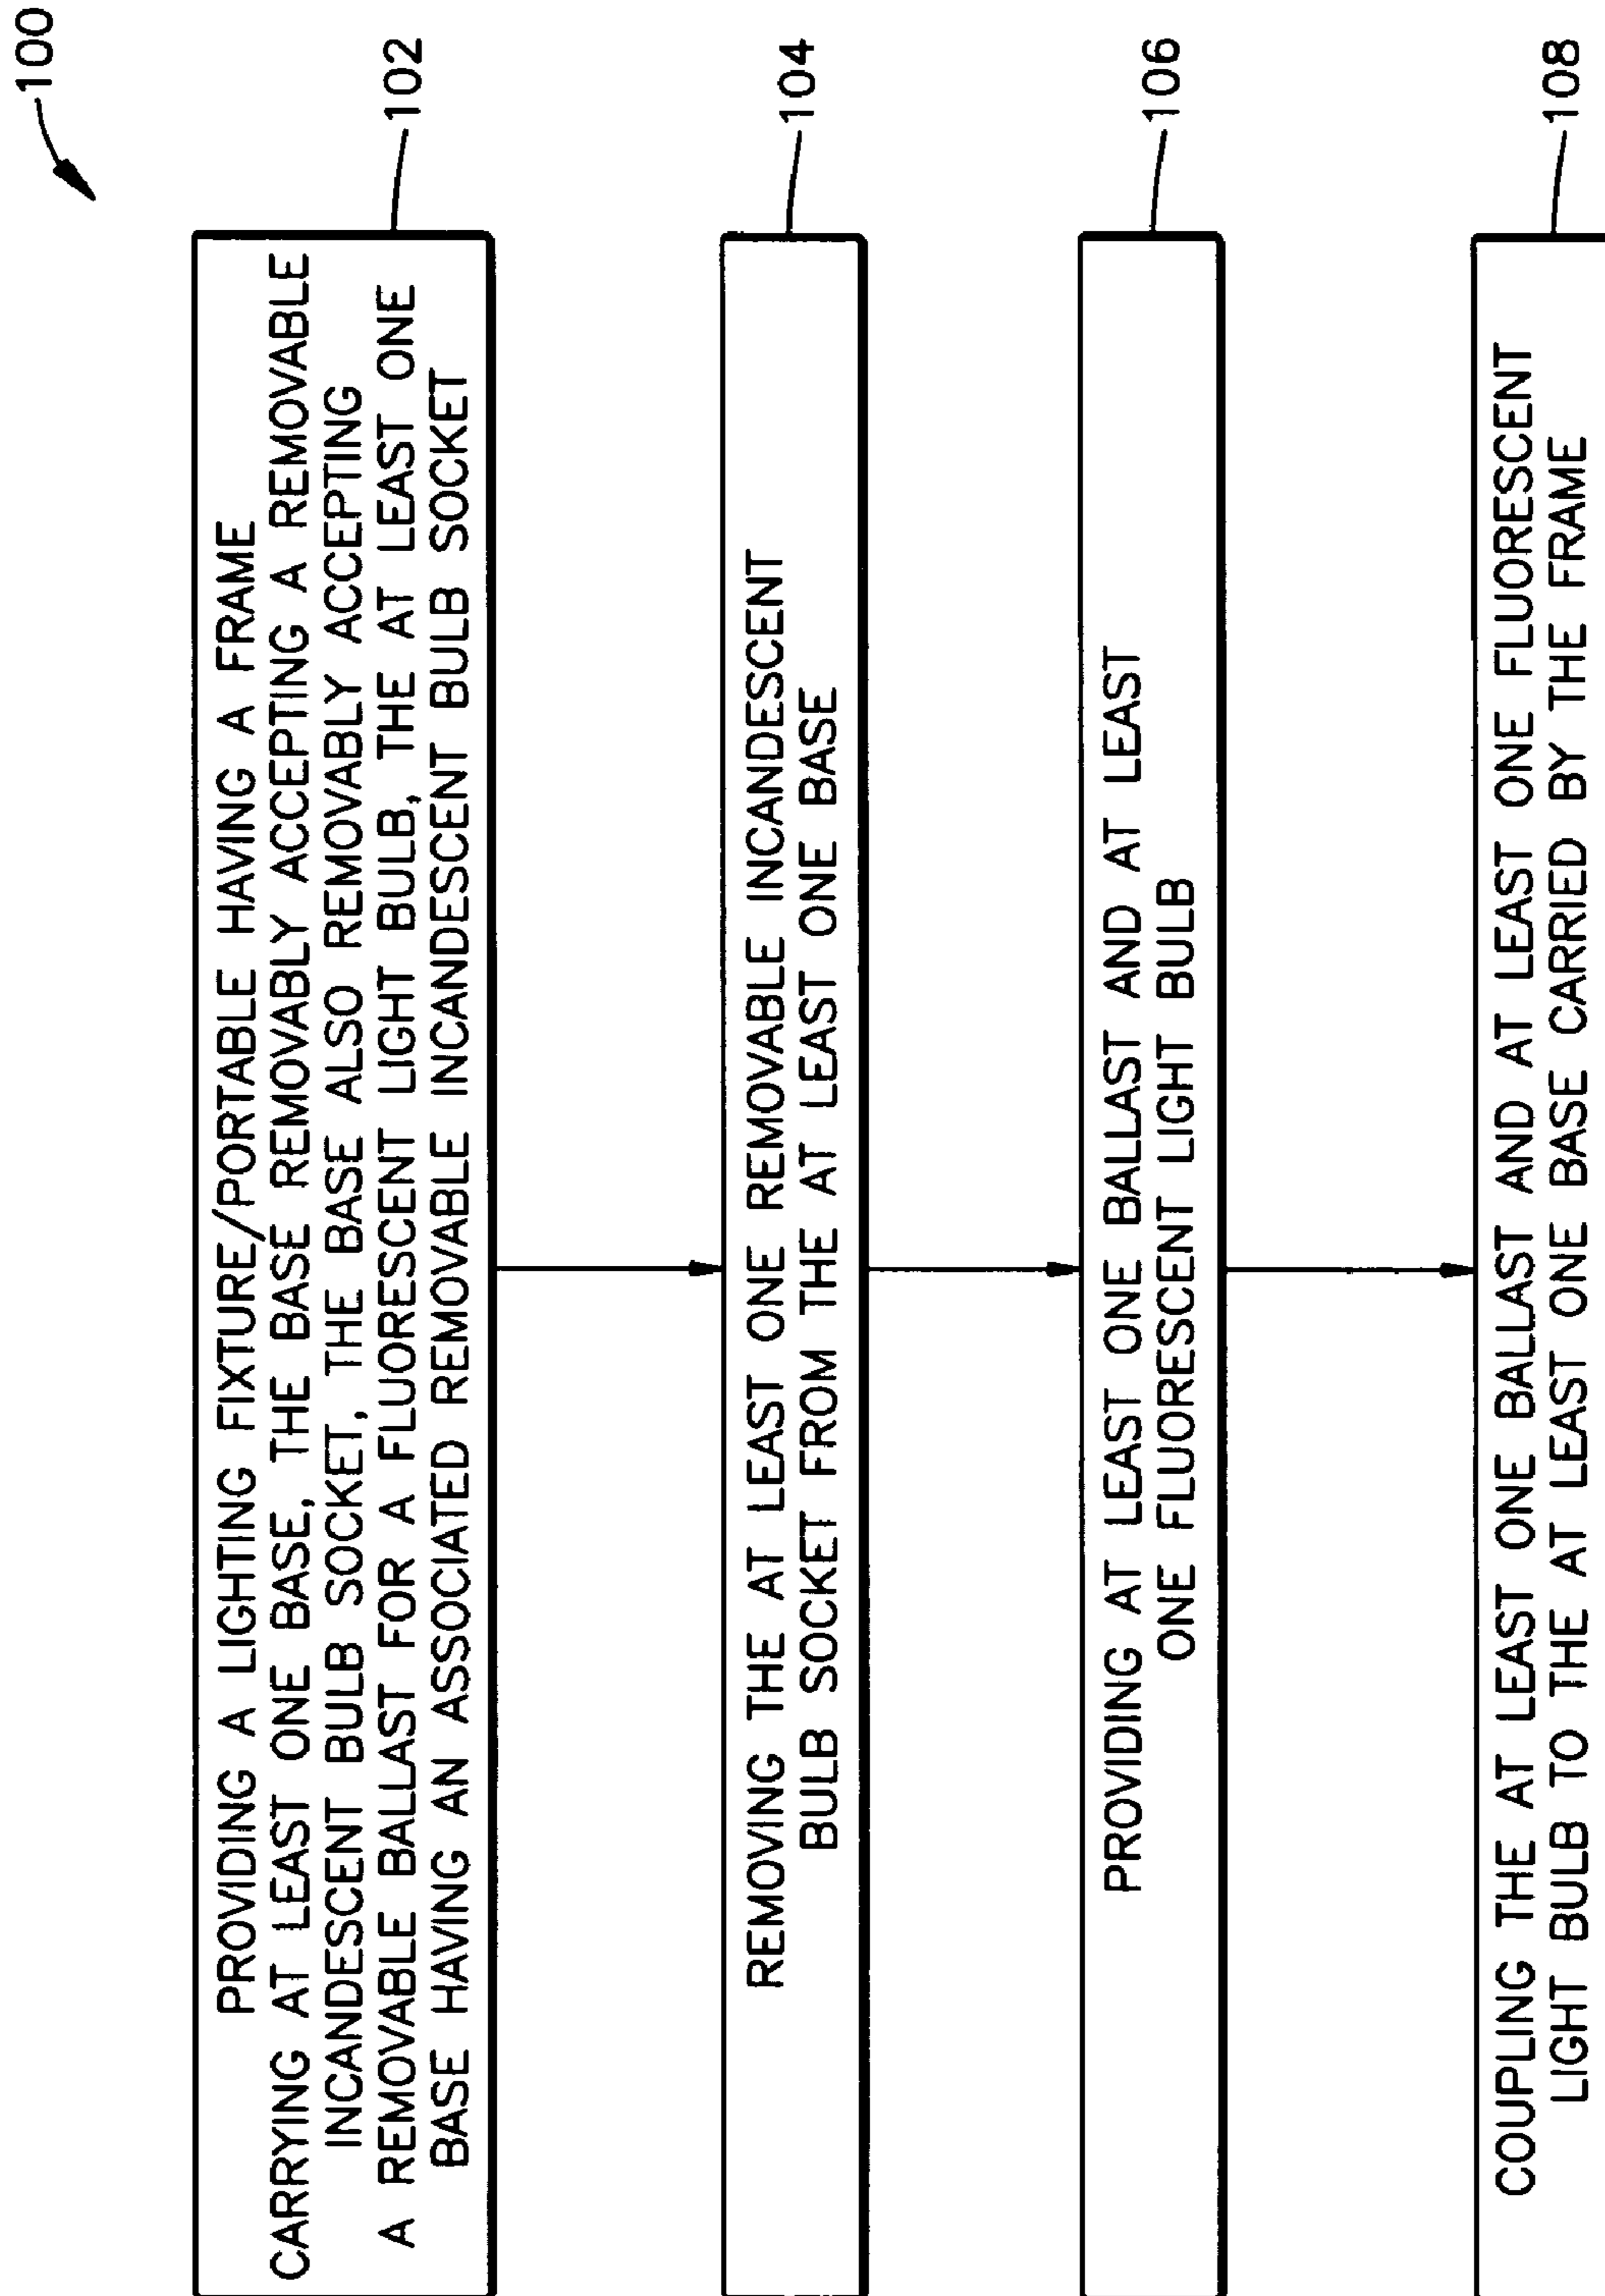 100
PROVIDING A LIGHTING FIXTURE/PORTABLE HAVING A FRAME
CARRYING AT LEAST ONE BASE, THE BASE REMOVABLY ACCEPTING A REMOVABLE
INCANDESCENT BULB SOCKET, THE BASE ALSO REMOVABLY ACCEPTING
A REMOVABLE BALLAST FOR A FLUORESCENT LIGHT BULB, THE AT LEAST ONE
BASE HAVING AN ASSOCIATED REMOVABLE INCANDESCENT BULB SOCKET
102
REMOVING THE AT LEAST ONE REMOVABLE INCANDESCENT
BULB SOCKET FROM THE AT LEAST ONE BASE
104
PROVIDING AT LEAST ONE BALLAST AND AT LEAST
ONE FLUORESCENT LIGHT BULB
106
COUPLING THE AT LEAST ONE BALLAST AND AT LEAST ONE FLUORESCENT
LIGHT BULB TO THE AT LEAST ONE BASE CARRIED BY THE FRAME
108